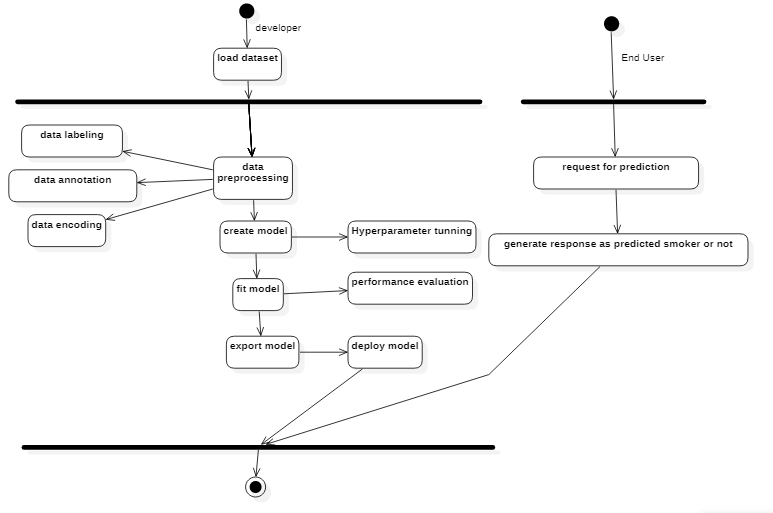 developer
load dataset
End User
data labeling
data annotation
data encoding
data
preprocessing
create model
Hyperparameter tunning
fit model
performance evaluation
export model
deploy model
request for prediction
generate response as predicted smoker or not